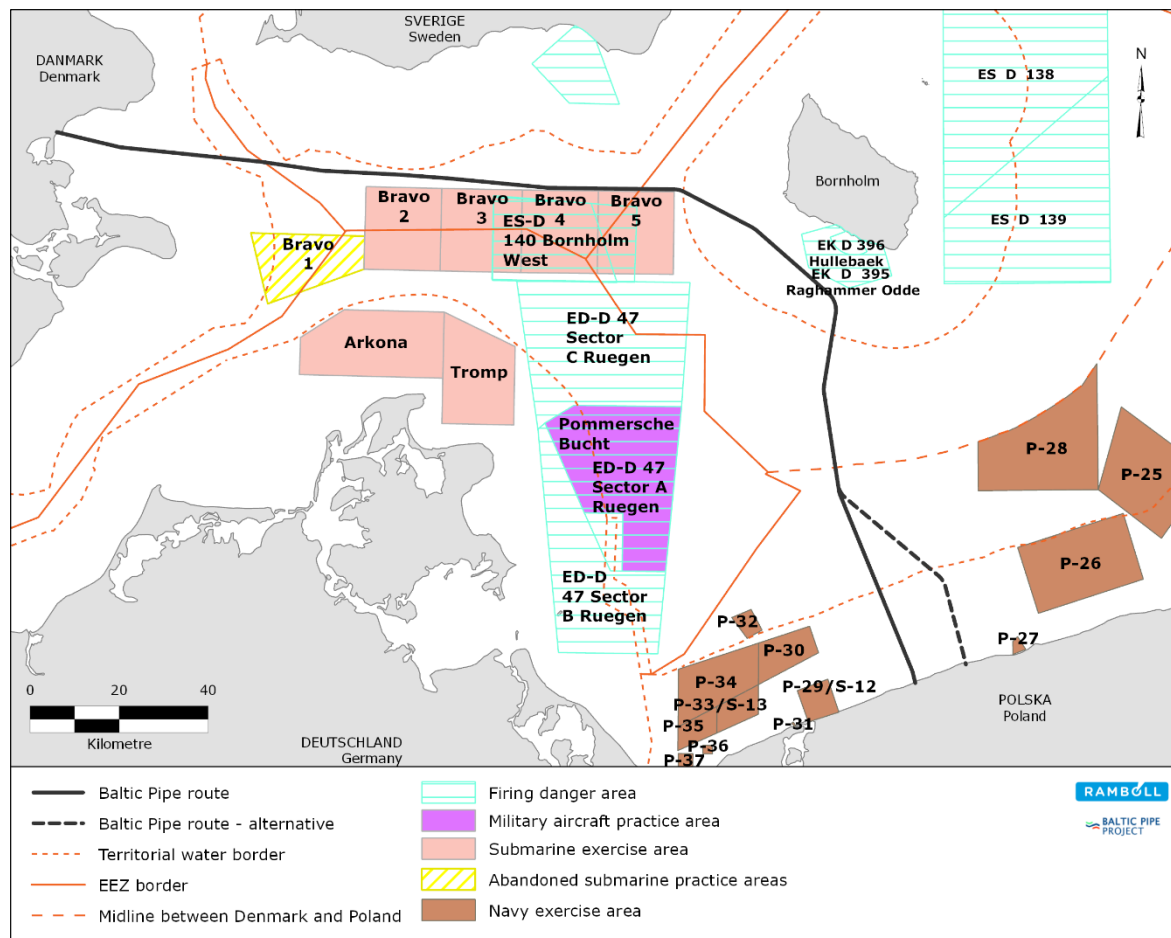 SVERIGE
Sweden
DANMARK
Denmark
ES D 138
N
Bornholm
Bravo
2
Bravo
3
Bravo
4
Bravo
5
ES-D
140 Bornholm
West
ES D 139
Bravo
1
EK D 396
Hullebaek
EK D 395
Raghammer Odde
ED-D 47
Sector
C Ruegen
Arkona
Tromp
Pommersche
Bucht
ED-D 47
Sector A
Ruegen
P-28
P-25
P-26
ED-D
47 Sector
B Ruegen
P-32
P-27
P-30
P-34
P-29/S-12
P-33/S-13
P-31
P-35
P-36
P-37
0 20 40
Kilometre
POLSKA
Poland
DEUTSCHLAND
Germany
Baltic Pipe route
Baltic Pipe route - alternative
Territorial water border
EEZ border
Midline between Denmark and Poland
Firing danger area
Military aircraft practice area
Submarine exercise area
Abandoned submarine practice areas
Navy exercise area
RAMBOLL
BALTIC PIPE
PROJECT